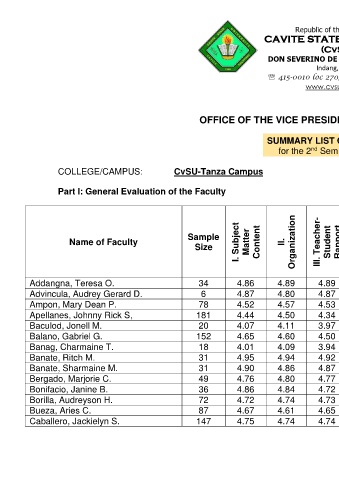 Republic of th
CAVITE STATE
(CvS
DON SEVERINO DE
Indang,
☏ 415-0010 loc 270
www.cvs
OFFICE OF THE VICE PRESID
SUMMARY LIST
for the 2nd Sem
COLLEGE/CAMPUS: CvSU-Tanza Campus
Part I: General Evaluation of the Faculty
Name of Faculty Sample Size I. Subject Matter Content II. Organization III. Teacher-Student Rapport
Addangna, Teresa O. 34 4.86 4.89 4.89
Advincula, Audrey Gerard D. 6 4.87 4.80 4.87
Ampon, Mary Dean P. 78 4.52 4.57 4.53
Apellanes, Johnny Rick S, 181 4.44 4.50 4.34
Baculod, Jonell M. 20 4.07 4.11 3.97
Balano, Gabriel G. 152 4.65 4.60 4.50
Banag, Charmaine T. 18 4.01 4.09 3.94
Banate, Ritch M. 31 4.95 4.94 4.92
Banate, Sharmaine M. 31 4.90 4.86 4.87
Bergado, Marjorie C. 49 4.76 4.80 4.77
Bonifacio, Janine B. 36 4.86 4.84 4.72
Borilla, Audreyson H. 72 4.72 4.74 4.73
Bueza, Aries C. 87 4.67 4.61 4.65
Caballero, Jackielyn S. 147 4.75 4.74 4.74